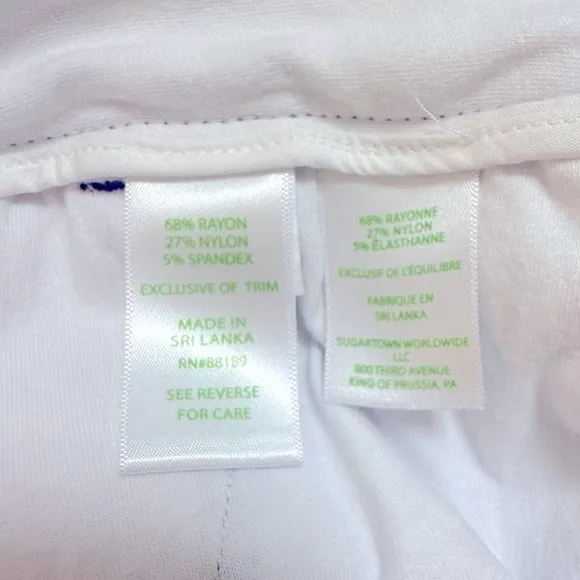 68% RAYON
27% NYLON
5% SPANDEX
EXCLUSIVE OF TRIM
MADE IN
SRI LANKA
RN#88189
SEE REVERSE
FOR CARE
68% RAYONNE
27% NYLON
5% ÉLASTHANNE
EXCLUSIF DE L'ÉQUILIBRE
FABRIQUE EN
SRI LANKA
SUGARTOWN WORLDWIDE
LLC
800 THIRD AVENUE
KING OF PRUSSIA, PA